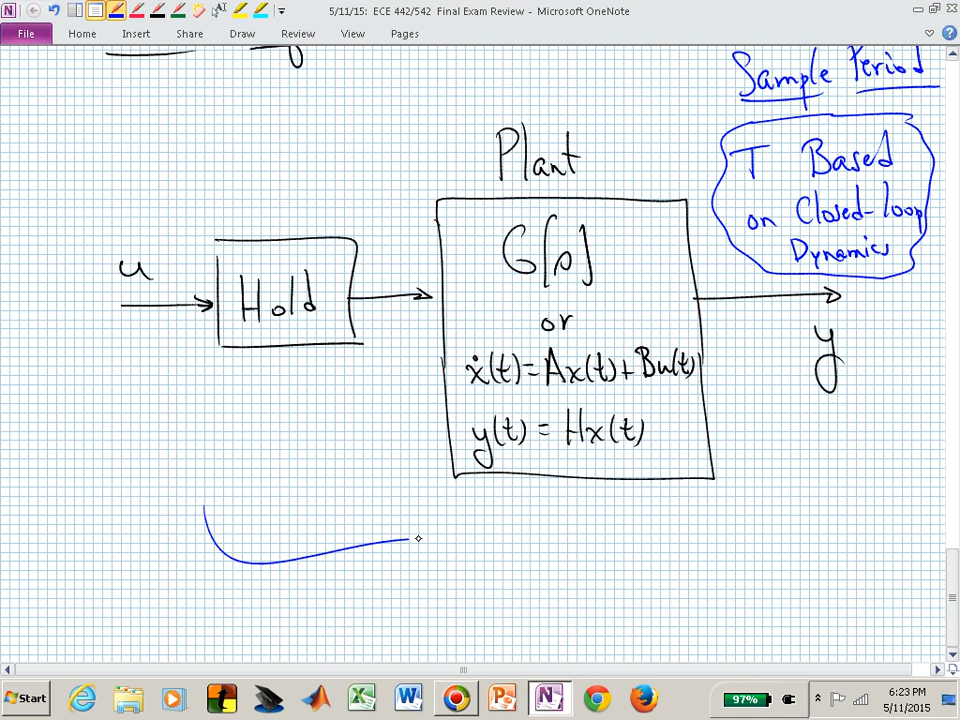 5/11/15: ECE 442/542 Final Exam Review - Microsoft OneNote
File Home Insert Share Draw Review View Pages
Sample Period
T Based
on Closed-loop
Dynamics
Plant
u
Hold
G(s)
or
ẋ(t)=Ax(t)+Bu(t)
y(t) = Hx(t)
y
Start
97%
6:23 PM
5/11/2015